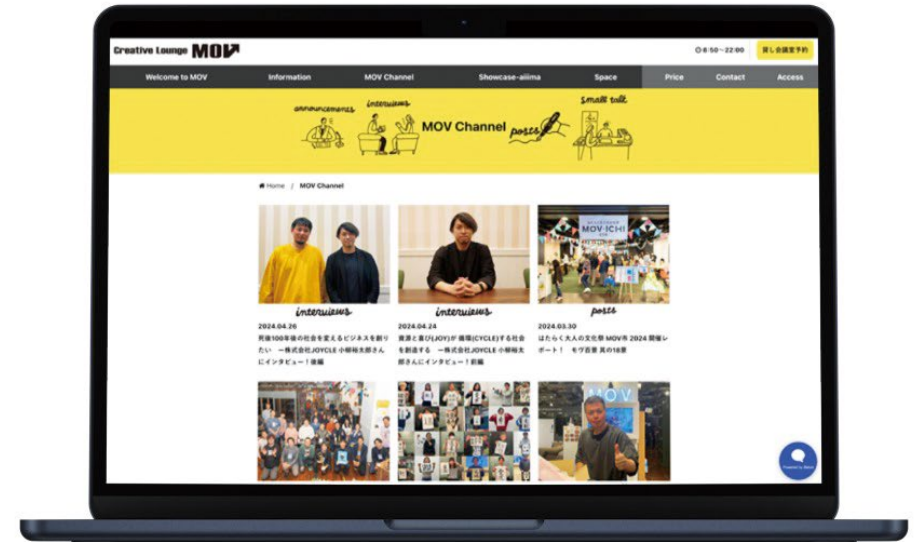 Creative Lounge MOV
8:50~22:00
貸し会議室予約
Welcome to MOV
Information
MOV Channel
Showcase-aiiima
Space
Price
Contact
Access
announcements
interviews
MOV Channel
posts
small talk
Home / MOV Channel
MOV·ICHI
interviews
2024.04.26
死後100年後の社会を変えるビジネスを創り
たい ー株式会社JOYCLE 小柳裕太郎さん
にインタビュー!後編
interviews
2024.04.24
資源と喜び(JOY)が 循環(CYCLE)する社会
を創造する ー株式会社JOYCLE 小柳裕太
郎さんにインタビュー!前編
posts
2024.03.30
はたらく大人の文化祭 MOV市 2024 開催レ
ポート! モヴ百景 其の18景
MOV